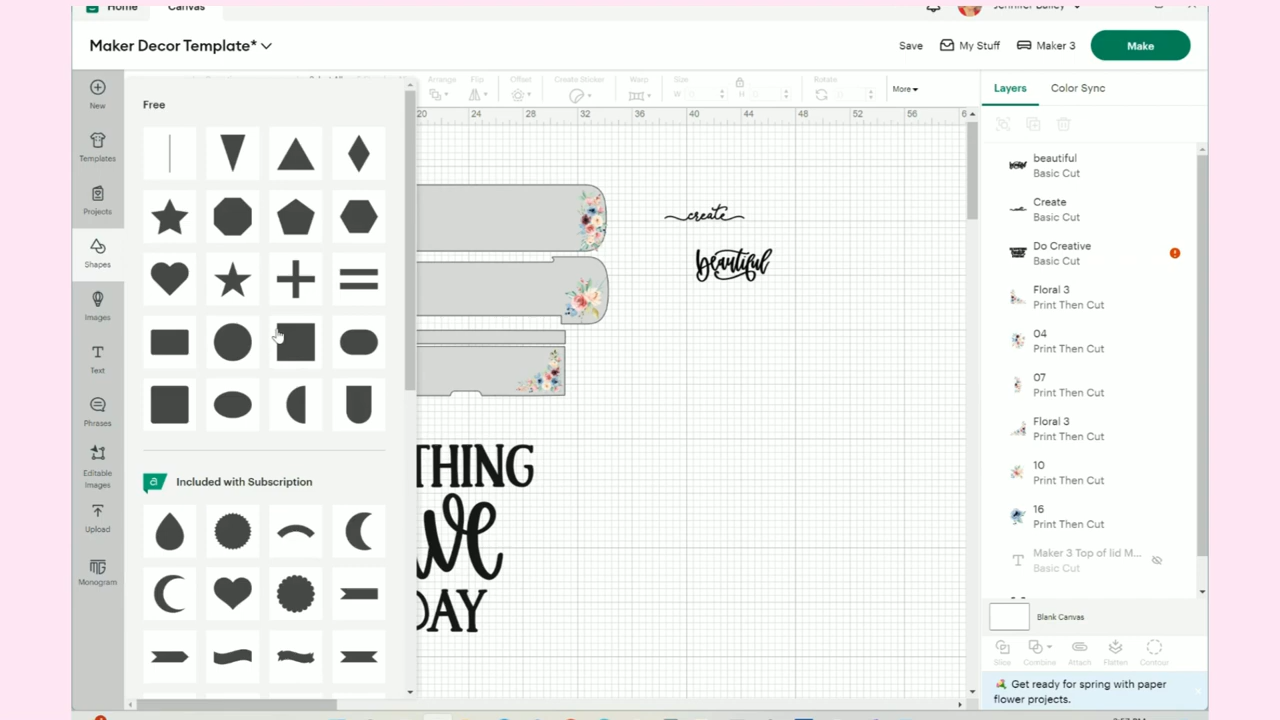 Home
Canvas
Maker Decor Template*
Save
My Stuff
Maker 3
Make
New
Templates
Projects
Shapes
Images
Text
Phrases
Editable
Images
Upload
Monogram
Free
Included with Subscription
Arrange
Flip
Offset
Create Sticker
Warp
Size
W 0
H 0
Rotate
0
More
20 24 28 32 36 40 44 48 52 56 6
create
beautiful
THING
DAY
Layers
Color Sync
beautiful
Basic Cut
Create
Basic Cut
Do Creative
Basic Cut
Floral 3
Print Then Cut
04
Print Then Cut
07
Print Then Cut
Floral 3
Print Then Cut
10
Print Then Cut
16
Print Then Cut
Maker 3 Top of lid M...
Basic Cut
Blank Canvas
Slice
Combine
Attach
Flatten
Contour
Get ready for spring with paper
flower projects.